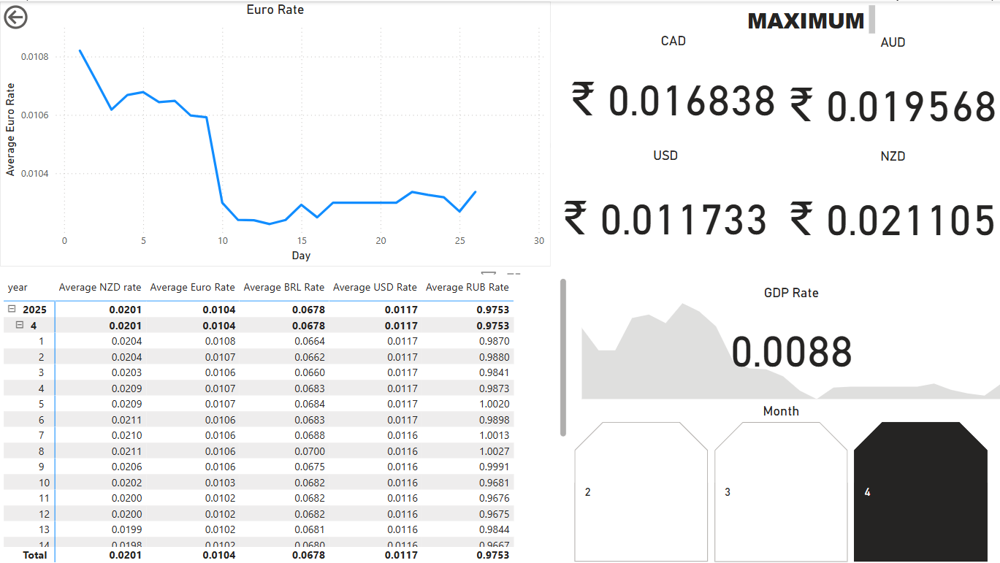 Euro Rate
Average Euro Rate
0.0108
0.0106
0.0104
0 5 10 15 20 25 30
Day
MAXIMUM
CAD
₹ 0.016838
AUD
₹ 0.019568
USD
₹ 0.011733
NZD
₹ 0.021105
year Average NZD rate Average Euro Rate Average BRL Rate Average USD Rate Average RUB Rate
2025 0.0201 0.0104 0.0678 0.0117 0.9753
4 0.0201 0.0104 0.0678 0.0117 0.9753
1 0.0204 0.0108 0.0664 0.0117 0.9870
2 0.0204 0.0107 0.0662 0.0117 0.9880
3 0.0203 0.0106 0.0660 0.0117 0.9841
4 0.0209 0.0107 0.0683 0.0117 0.9873
5 0.0209 0.0107 0.0684 0.0117 1.0020
6 0.0211 0.0106 0.0683 0.0117 0.9898
7 0.0210 0.0106 0.0688 0.0116 1.0013
8 0.0211 0.0106 0.0700 0.0116 1.0027
9 0.0206 0.0106 0.0675 0.0116 0.9991
10 0.0202 0.0103 0.0682 0.0116 0.9681
11 0.0200 0.0102 0.0682 0.0116 0.9676
12 0.0200 0.0102 0.0682 0.0116 0.9675
13 0.0199 0.0102 0.0681 0.0116 0.9844
14 0.0198 0.0102 0.0680 0.0116 0.9667
Total 0.0201 0.0104 0.0678 0.0117 0.9753
GDP Rate
0.0088
Month
2
3
4